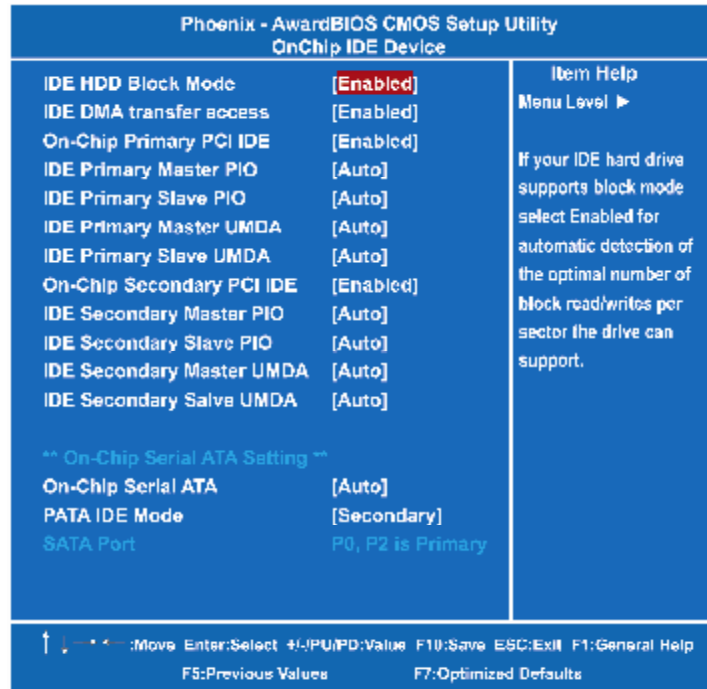 Phoenix - AwardBIOS CMOS Setup Utility
OnChip IDE Device
IDE HDD Block Mode [Enabled]
IDE DMA transfer access [Enabled]
On-Chip Primary PCI IDE [Enabled]
IDE Primary Master PIO [Auto]
IDE Primary Slave PIO [Auto]
IDE Primary Master UMDA [Auto]
IDE Primary Slave UMDA [Auto]
On-Chip Secondary PCI IDE [Enabled]
IDE Secondary Master PIO [Auto]
IDE Secondary Slave PIO [Auto]
IDE Secondary Master UMDA [Auto]
IDE Secondary Salve UMDA [Auto]
** On-Chip Serial ATA Setting **
On-Chip Serial ATA [Auto]
PATA IDE Mode [Secondary]
SATA Port P0, P2 is Primary
Item Help
Menu Level ►
If your IDE hard drive
supports block mode
select Enabled for
automatic detection of
the optimal number of
block read/writes per
sector the drive can
support.
↑ ↓ → ← :Move Enter:Select +/-/PU/PD:Value F10:Save ESC:Exit F1:General Help
F5:Previous Values F7:Optimized Defaults